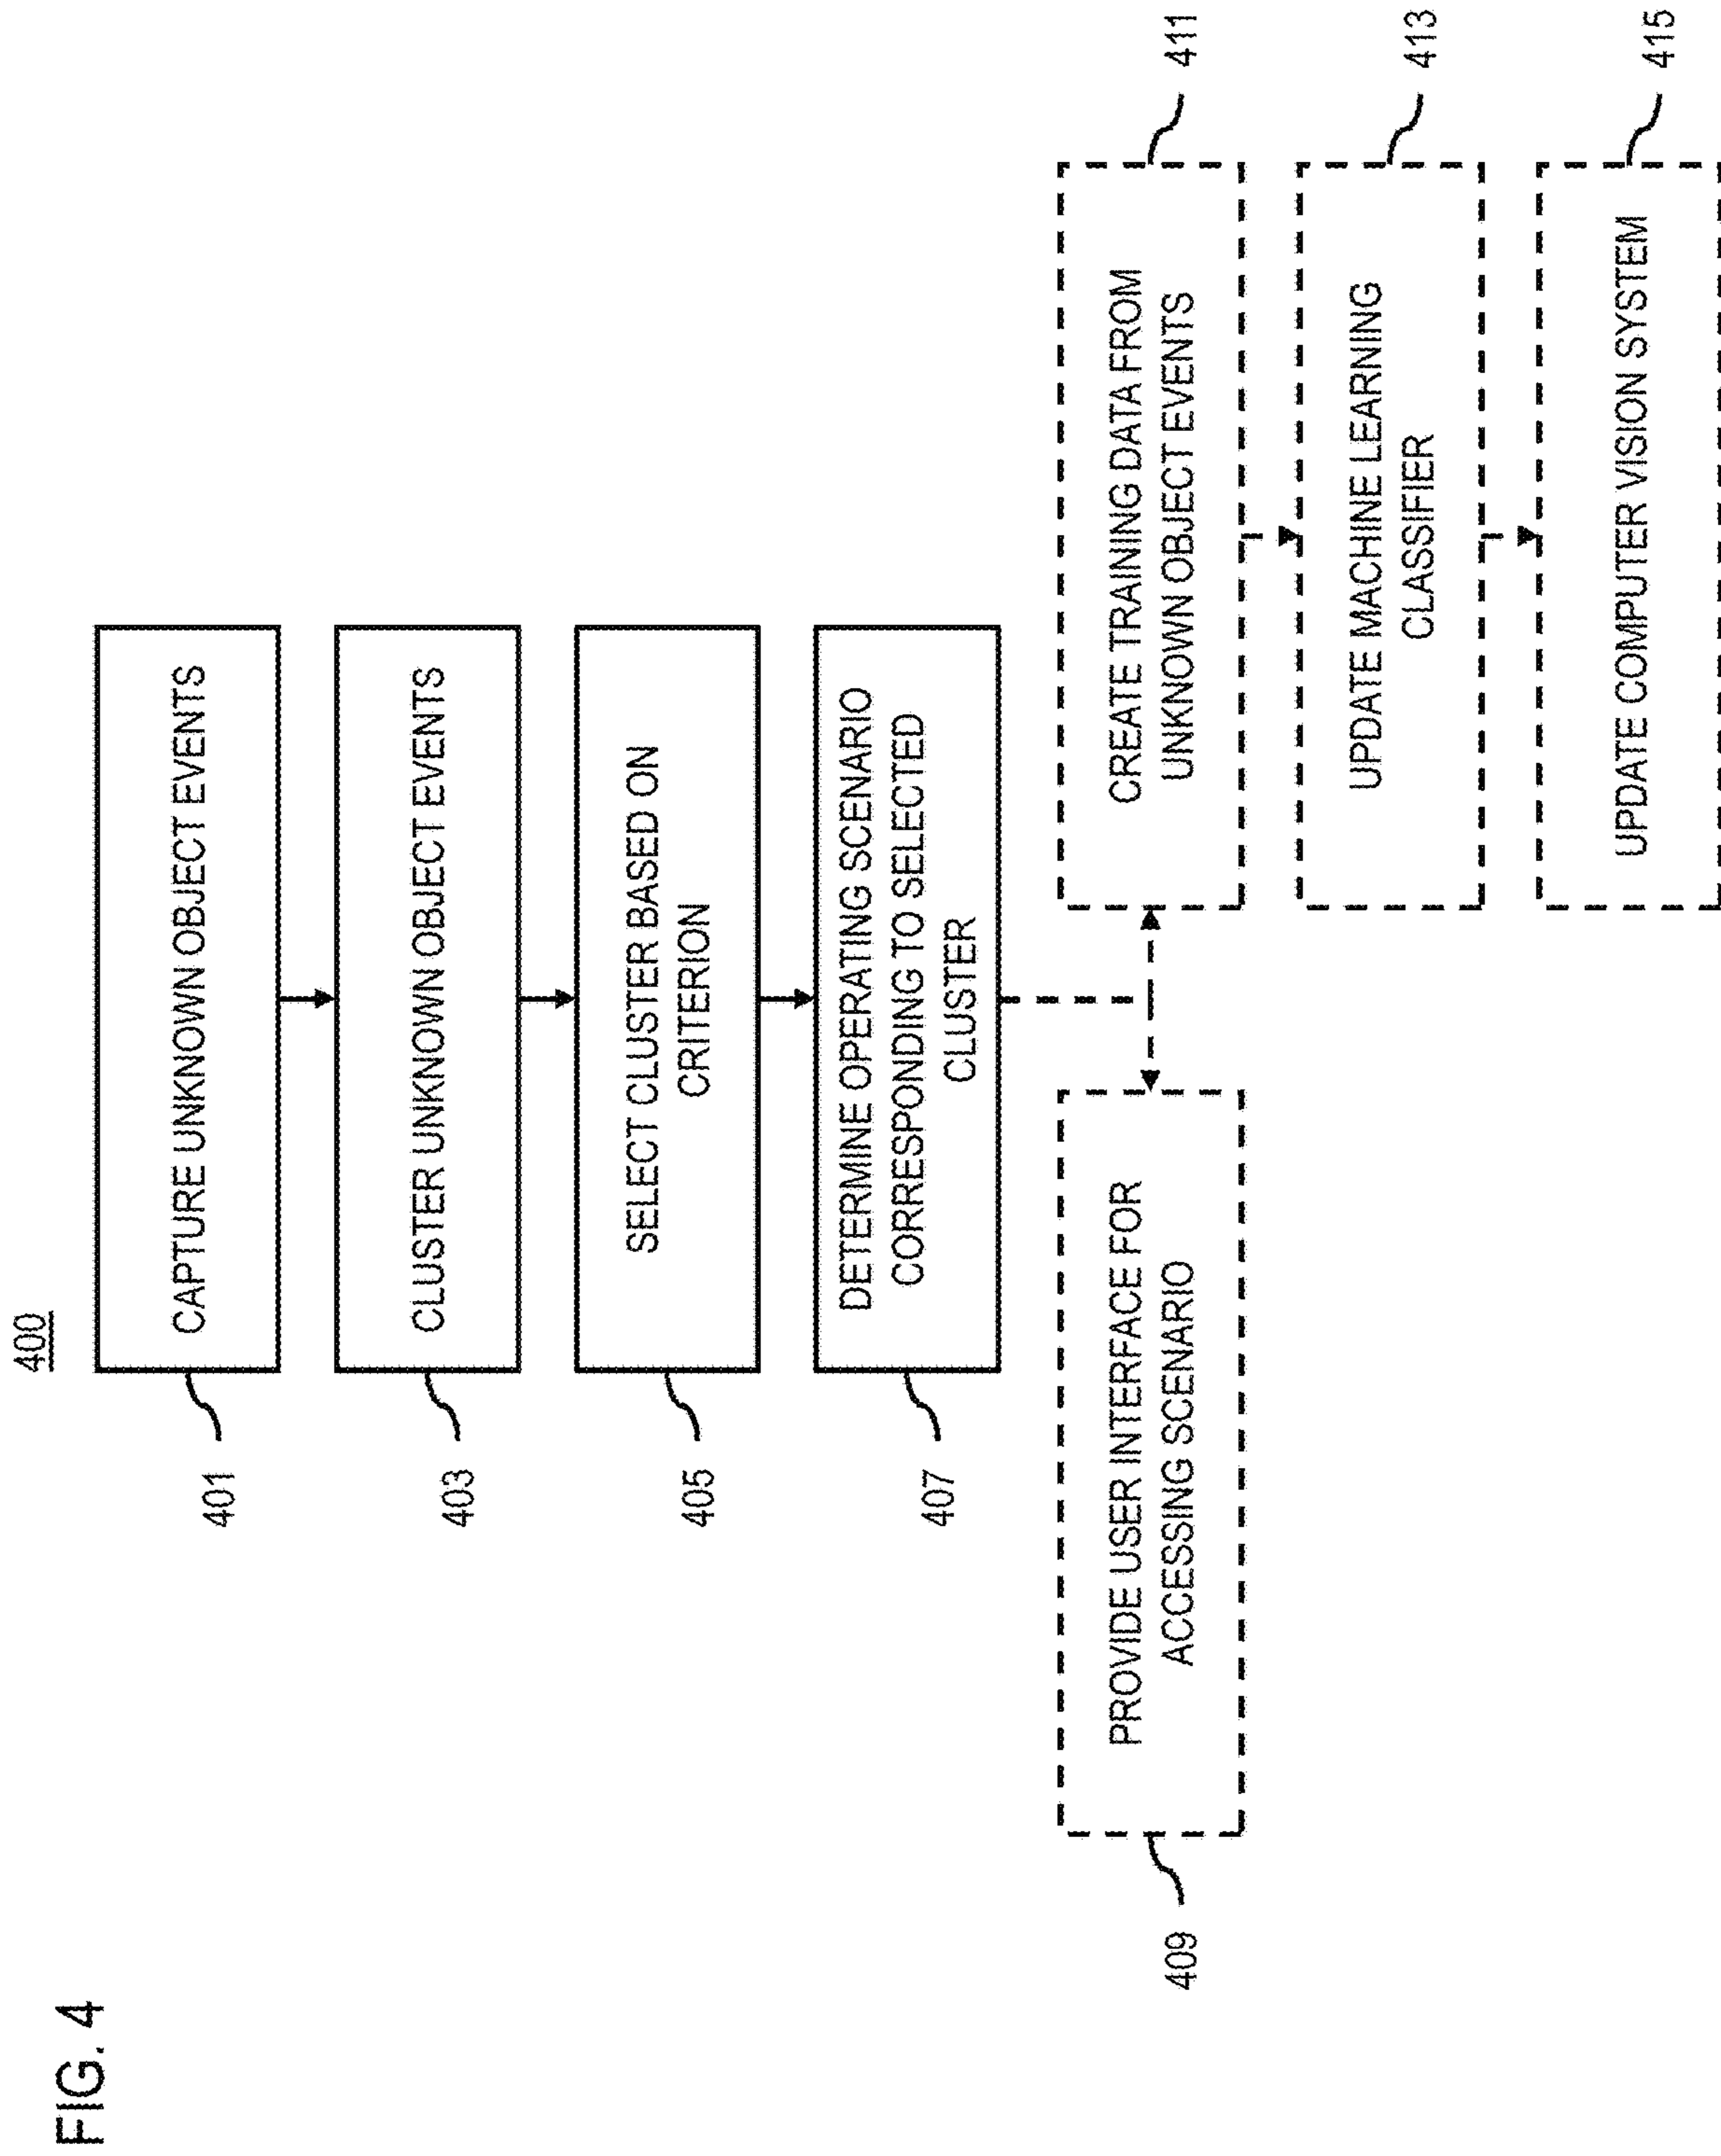 FIG. 4
400
401
CAPTURE UNKNOWN OBJECT EVENTS
403
CLUSTER UNKNOWN OBJECT EVENTS
405
SELECT CLUSTER BASED ON
CRITERION
407
DETERMINE OPERATING SCENARIO
CORRESPONDING TO SELECTED
CLUSTER
409
PROVIDE USER INTERFACE FOR
ACCESSING SCENARIO
411
CREATE TRAINING DATA FROM
UNKNOWN OBJECT EVENTS
413
UPDATE MACHINE LEARNING
CLASSIFIER
415
UPDATE COMPUTER VISION SYSTEM